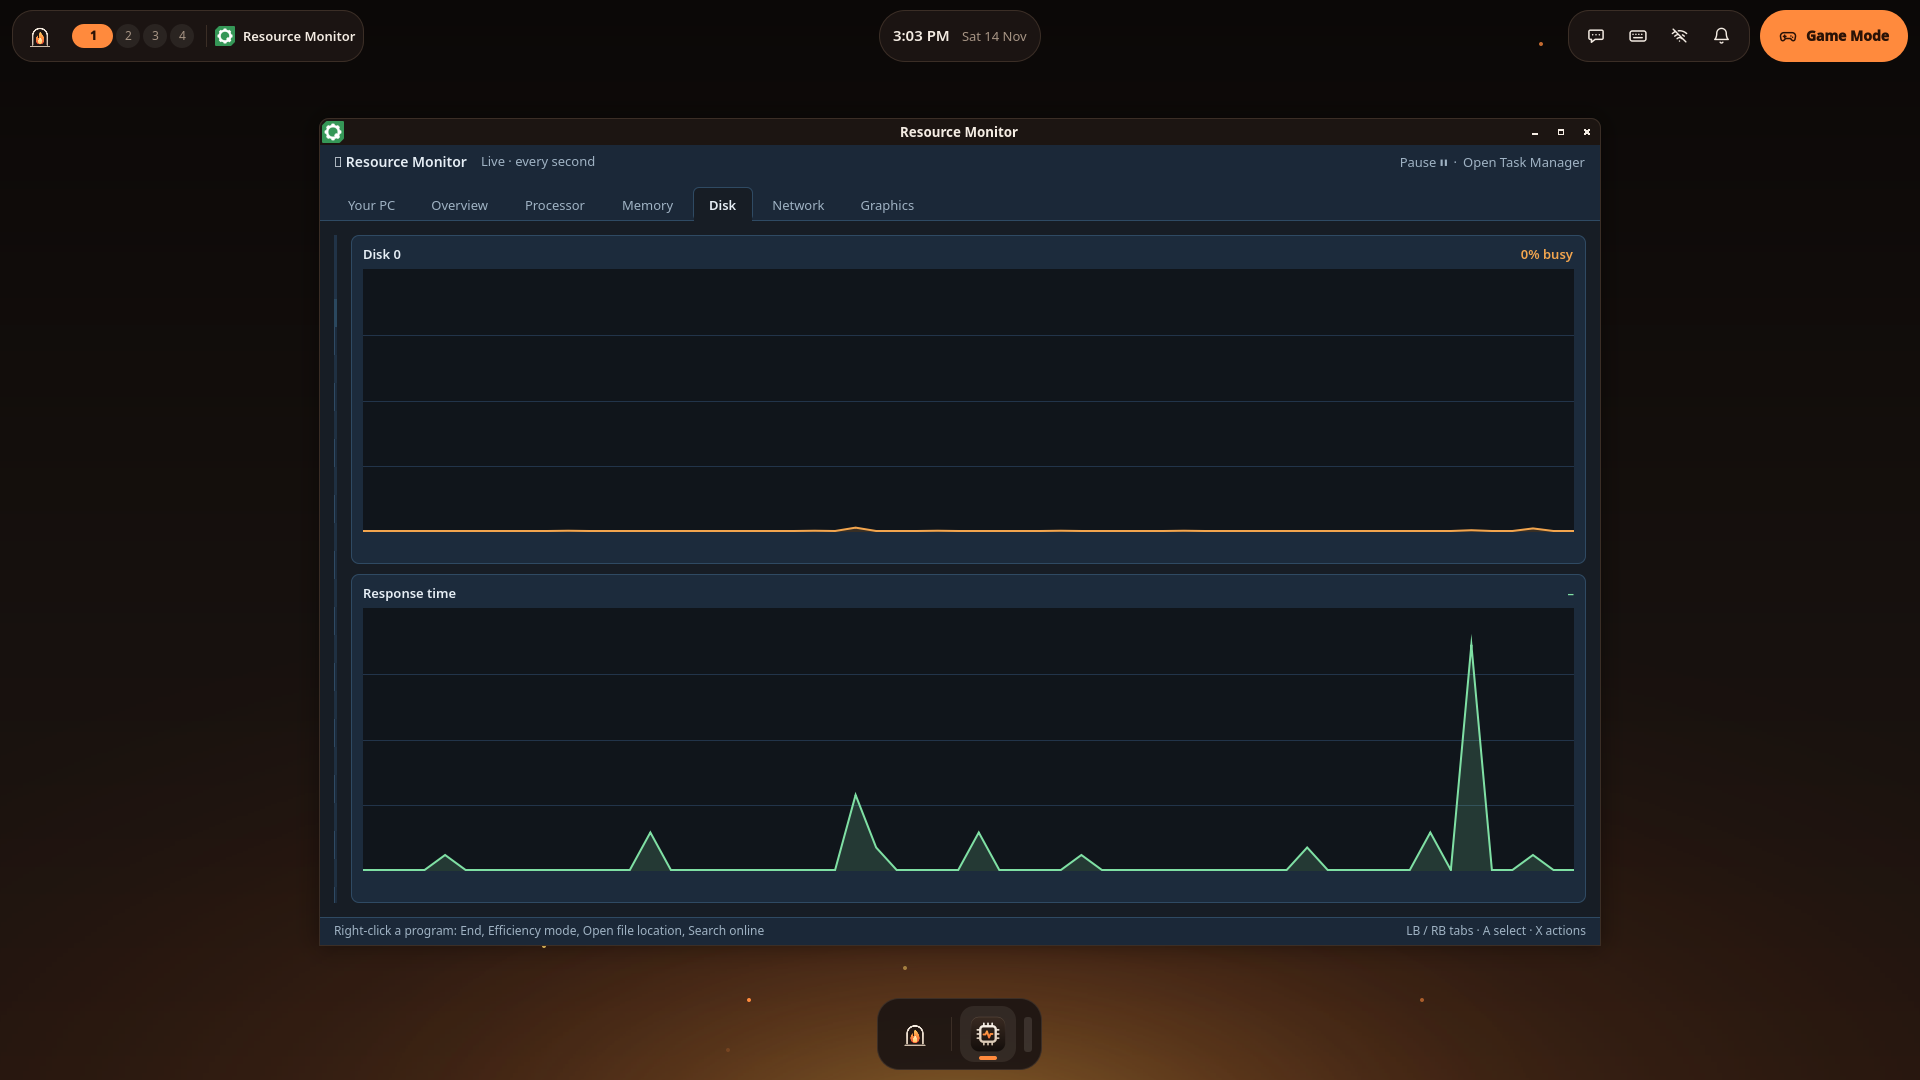 1 2 3 4 Resource Monitor
3:03 PM Sat 14 Nov
Game Mode
Resource Monitor
Resource Monitor Live · every second
Pause · Open Task Manager
Your PC Overview Processor Memory Disk Network Graphics
Disk 0
0% busy
Response time
–
Right-click a program: End, Efficiency mode, Open file location, Search online
LB / RB tabs · A select · X actions